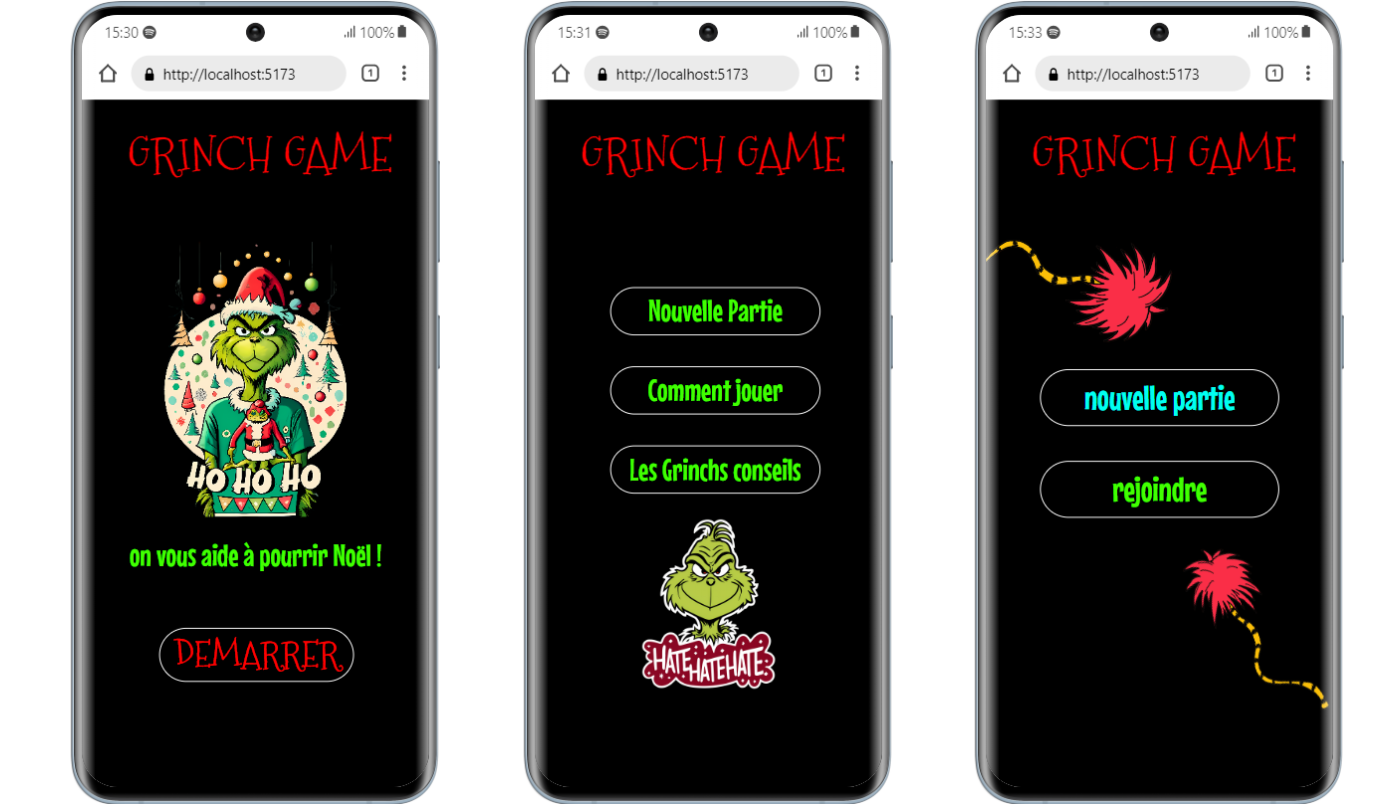 15:30
100%
http://localhost:5173
1
GRINCH GAME
HO HO HO
on vous aide à pourrir Noël !
DEMARRER
15:31
100%
http://localhost:5173
1
GRINCH GAME
Nouvelle Partie
Comment jouer
Les Grinchs conseils
HATE HATE HATE
15:33
100%
http://localhost:5173
1
GRINCH GAME
nouvelle partie
rejoindre